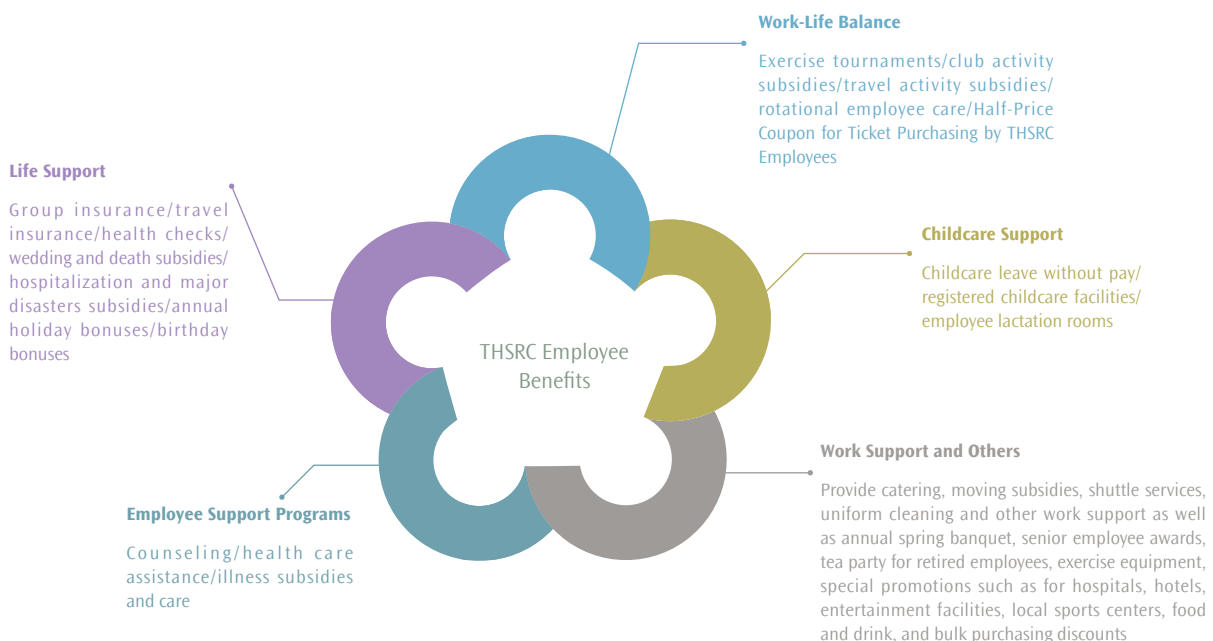 Work-Life Balance
Exercise tournaments/club activity
subsidies/travel activity subsidies/
rotational employee care/Half-Price
Coupon for Ticket Purchasing by THSRC
Employees
Life Support
Group insurance/travel
insurance/health checks/
wedding and death subsidies/
hospitalization and major
disasters subsidies/annual
holiday bonuses/birthday
bonuses
Childcare Support
Childcare leave without pay/
registered childcare facilities/
employee lactation rooms
THSRC Employee
Benefits
Work Support and Others
Provide catering, moving subsidies, shuttle services,
uniform cleaning and other work support as well
as annual spring banquet, senior employee awards,
tea party for retired employees, exercise equipment,
special promotions such as for hospitals, hotels,
entertainment facilities, local sports centers, food
and drink, and bulk purchasing discounts
Employee Support Programs
Counseling/health care
assistance/illness subsidies
and care